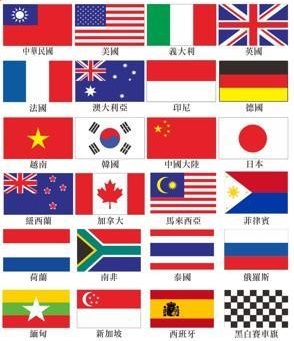 中華民國 美國 義大利 英國
法國 澳大利亞 印尼 德國
越南 韓國 中國大陸 日本
紐西蘭 加拿大 馬來西亞 菲律賓
荷蘭 南非 泰國 俄羅斯
緬甸 新加坡 西班牙 黑白賽車旗